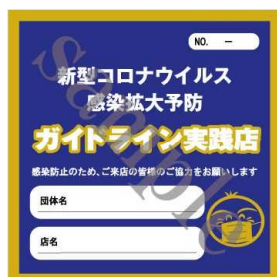 NO. －
新型コロナウイルス
感染拡大予防
ガイドライン実践店
感染防止のため、ご来店の皆様のご協力をお願いします
団体名
店名
sample